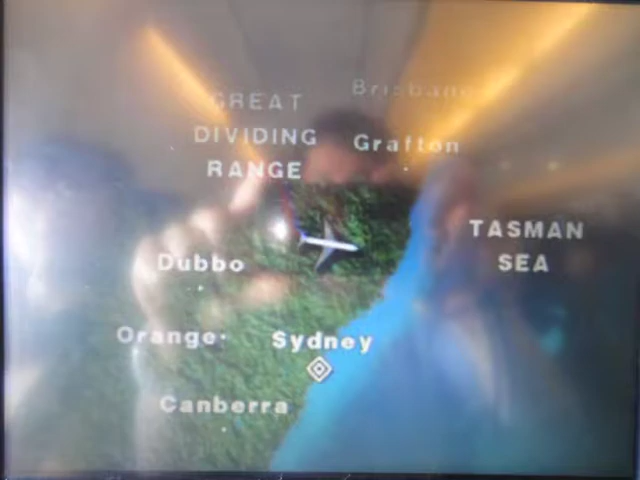 Brisbane
GREAT
DIVIDING
RANGE
Grafton
TASMAN
SEA
Dubbo
Orange
Sydney
Canberra